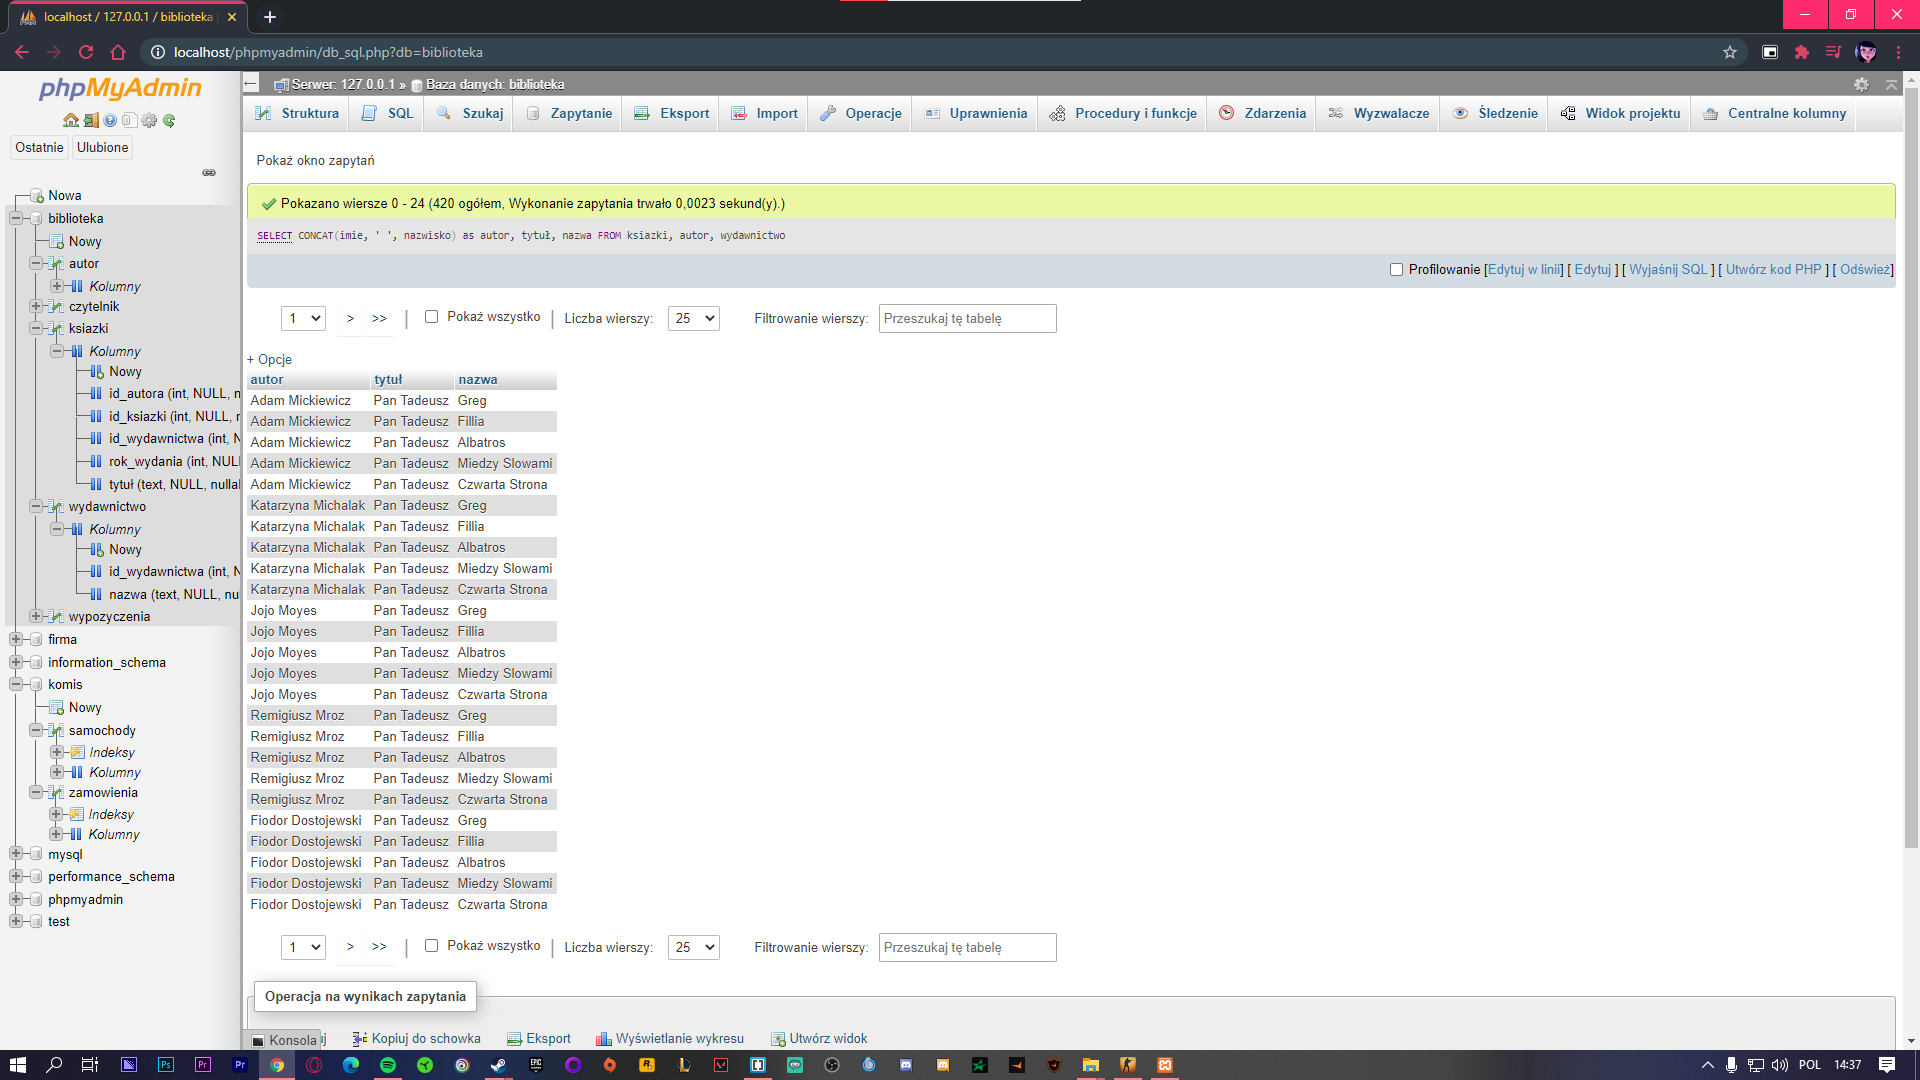 localhost / 127.0.0.1 / biblioteka
localhost/phpmyadmin/db_sql.php?db=biblioteka
phpMyAdmin
Ostatnie
Ulubione
Nowa
biblioteka
Nowy
autor
Kolumny
czytelnik
ksiazki
Kolumny
Nowy
id_autora (int, NULL, n
id_ksiazki (int, NULL, r
id_wydawnictwa (int, N
rok_wydania (int, NUL
tytuł (text, NULL, nulla
wydawnictwo
Kolumny
Nowy
id_wydawnictwa (int, N
nazwa (text, NULL, nu
wypozyczenia
firma
information_schema
komis
Nowy
samochody
Indeksy
Kolumny
zamowienia
Indeksy
Kolumny
mysql
performance_schema
phpmyadmin
test
Serwer: 127.0.0.1 » Baza danych: biblioteka
Struktura SQL Szukaj Zapytanie Eksport Import Operacje Uprawnienia Procedury i funkcje Zdarzenia Wyzwalacze Śledzenie Widok projektu Centralne kolumny
Pokaż okno zapytań
Pokazano wiersze 0 - 24 (420 ogółem, Wykonanie zapytania trwało 0,0023 sekund(y).)
SELECT CONCAT(imie, ' ', nazwisko) as autor, tytuł, nazwa FROM ksiazki, autor, wydawnictwo
Profilowanie [Edytuj w linii] [ Edytuj ] [ Wyjaśnij SQL ] [ Utwórz kod PHP ] [ Odśwież]
1 > >> | Pokaż wszystko | Liczba wierszy: 25 Filtrowanie wierszy: Przeszukaj tę tabelę
+ Opcje
autor tytuł nazwa
Adam Mickiewicz Pan Tadeusz Greg
Adam Mickiewicz Pan Tadeusz Fillia
Adam Mickiewicz Pan Tadeusz Albatros
Adam Mickiewicz Pan Tadeusz Miedzy Slowami
Adam Mickiewicz Pan Tadeusz Czwarta Strona
Katarzyna Michalak Pan Tadeusz Greg
Katarzyna Michalak Pan Tadeusz Fillia
Katarzyna Michalak Pan Tadeusz Albatros
Katarzyna Michalak Pan Tadeusz Miedzy Slowami
Katarzyna Michalak Pan Tadeusz Czwarta Strona
Jojo Moyes Pan Tadeusz Greg
Jojo Moyes Pan Tadeusz Fillia
Jojo Moyes Pan Tadeusz Albatros
Jojo Moyes Pan Tadeusz Miedzy Slowami
Jojo Moyes Pan Tadeusz Czwarta Strona
Remigiusz Mroz Pan Tadeusz Greg
Remigiusz Mroz Pan Tadeusz Fillia
Remigiusz Mroz Pan Tadeusz Albatros
Remigiusz Mroz Pan Tadeusz Miedzy Slowami
Remigiusz Mroz Pan Tadeusz Czwarta Strona
Fiodor Dostojewski Pan Tadeusz Greg
Fiodor Dostojewski Pan Tadeusz Fillia
Fiodor Dostojewski Pan Tadeusz Albatros
Fiodor Dostojewski Pan Tadeusz Miedzy Slowami
Fiodor Dostojewski Pan Tadeusz Czwarta Strona
1 > >> | Pokaż wszystko | Liczba wierszy: 25 Filtrowanie wierszy: Przeszukaj tę tabelę
Operacja na wynikach zapytania
Konsola Kopiuj do schowka Eksport Wyświetlanie wykresu Utwórz widok
Ps Pr Pr
POL 14:37